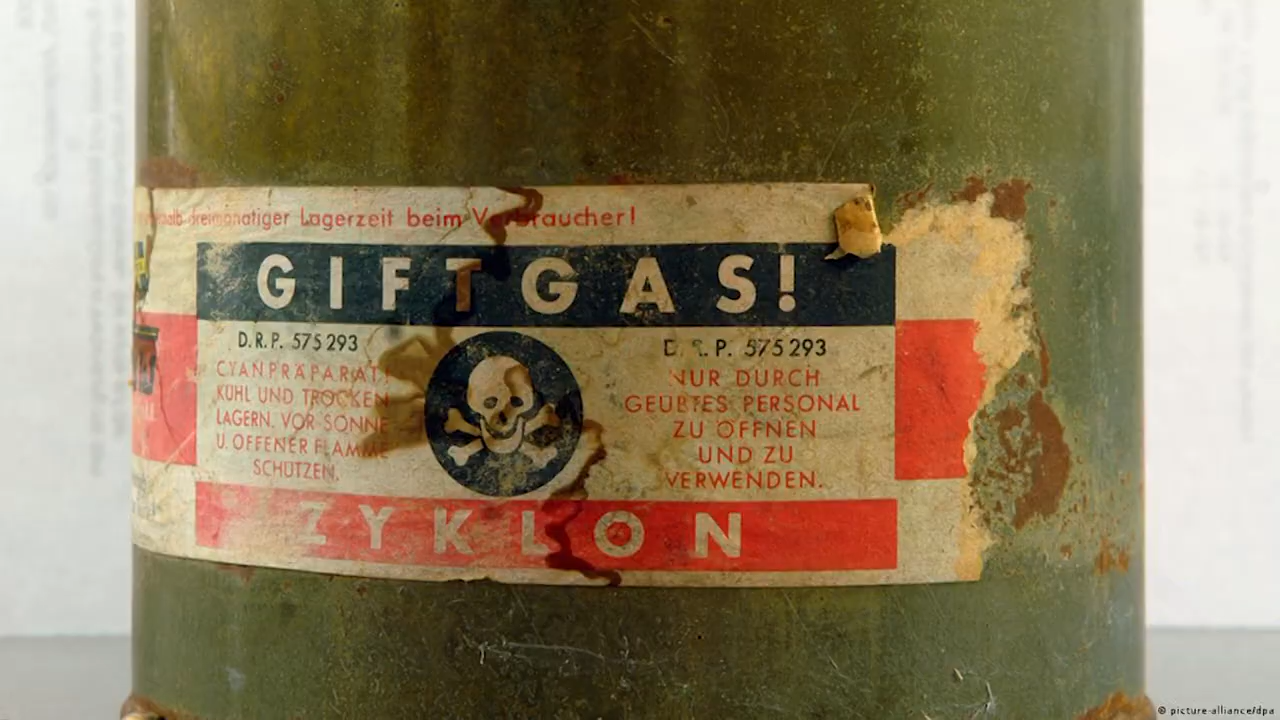 dreimonatiger Lagerzeit beim Verbraucher!
GIFTGAS!
D.R.P. 575293
CYANPRÄPARAT!
KÜHL UND TROCKEN
LAGERN. VOR SONNE
U. OFFENER FLAMME
SCHÜTZEN.
D.R.P. 575293
NUR DURCH
GEÜBTES PERSONAL
ZU ÖFFNEN
UND ZU
VERWENDEN.
ZYKLON
© picture-alliance/dpa